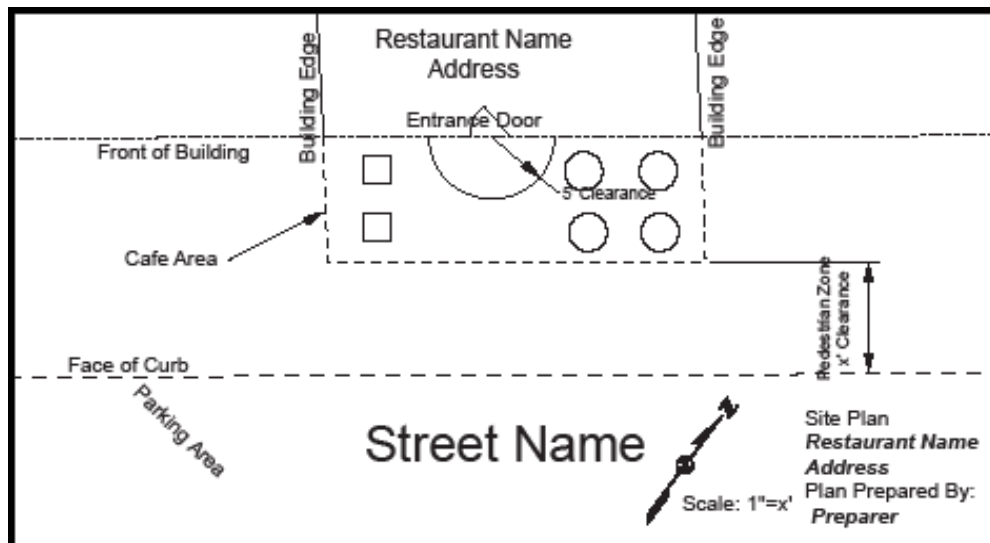 Restaurant Name
Address
Building Edge
Building Edge
Entrance Door
Front of Building
5' Clearance
Cafe Area
Pedestrian Zone
x' Clearance
Face of Curb
Parking Area
Street Name
N
Scale: 1"=x'
Site Plan
Restaurant Name
Address
Plan Prepared By:
Preparer